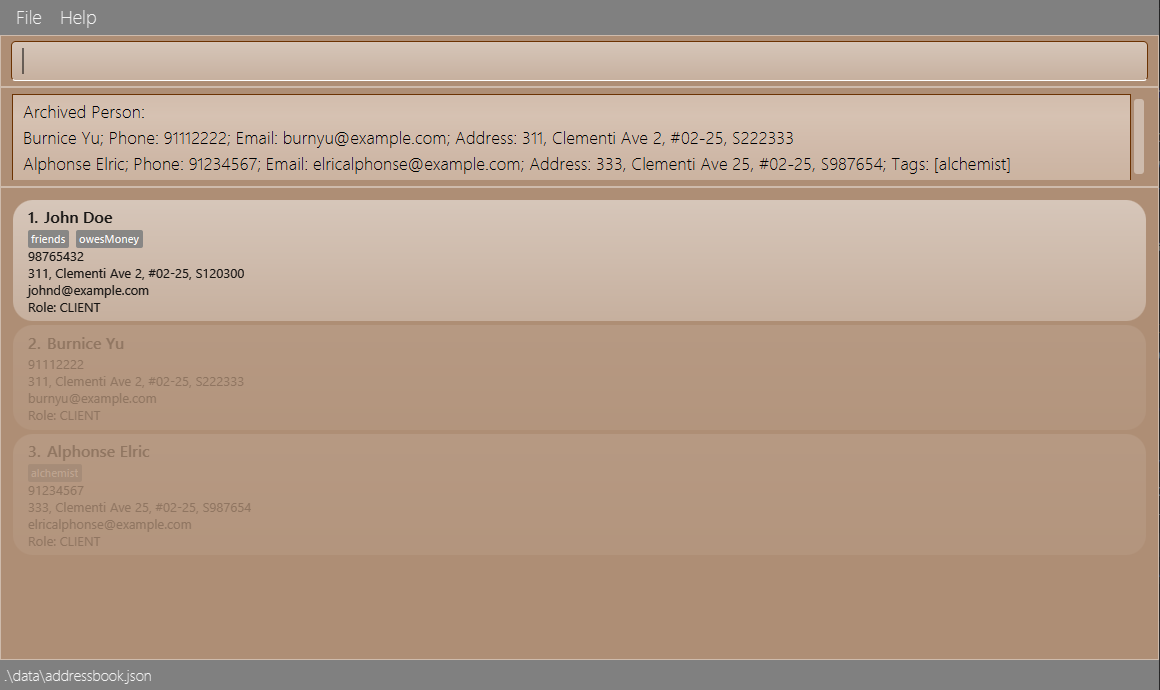 File Help
Archived Person:
Burnice Yu; Phone: 91112222; Email: burnyu@example.com; Address: 311, Clementi Ave 2, #02-25, S222333
Alphonse Elric; Phone: 91234567; Email: elricalphonse@example.com; Address: 333, Clementi Ave 25, #02-25, S987654; Tags: [alchemist]
1. John Doe
friends owesMoney
98765432
311, Clementi Ave 2, #02-25, S120300
johnd@example.com
Role: CLIENT
2. Burnice Yu
91112222
311, Clementi Ave 2, #02-25, S222333
burnyu@example.com
Role: CLIENT
3. Alphonse Elric
alchemist
91234567
333, Clementi Ave 25, #02-25, S987654
elricalphonse@example.com
Role: CLIENT
.\data\addressbook.json